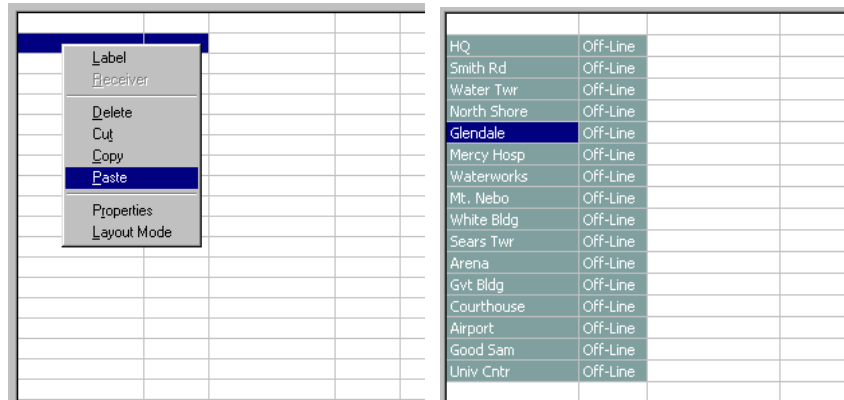 Label
Receiver
Delete
Cut
Copy
Paste
Properties
Layout Mode
HQ Off-Line
Smith Rd Off-Line
Water Twr Off-Line
North Shore Off-Line
Glendale Off-Line
Mercy Hosp Off-Line
Waterworks Off-Line
Mt. Nebo Off-Line
White Bldg Off-Line
Sears Twr Off-Line
Arena Off-Line
Gvt Bldg Off-Line
Courthouse Off-Line
Airport Off-Line
Good Sam Off-Line
Univ Cntr Off-Line